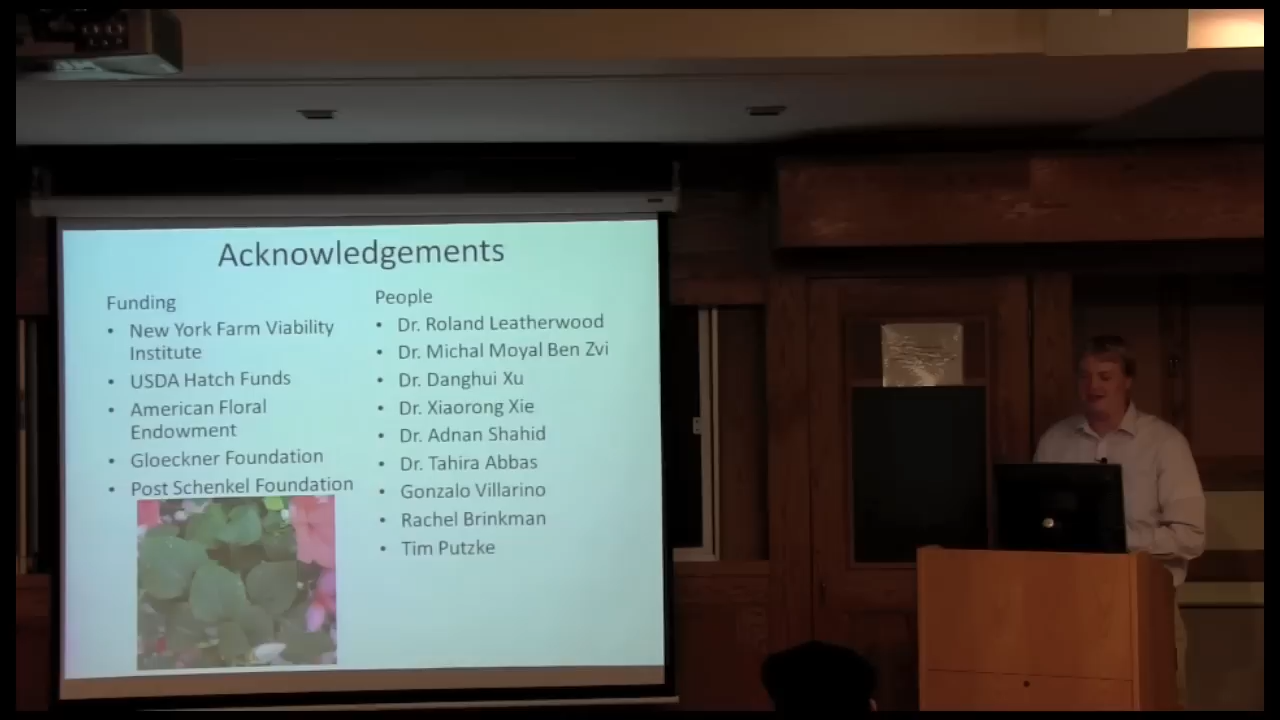 Acknowledgements
Funding
• New York Farm Viability
Institute
• USDA Hatch Funds
• American Floral
Endowment
• Gloeckner Foundation
• Post Schenkel Foundation
People
• Dr. Roland Leatherwood
• Dr. Michal Moyal Ben Zvi
• Dr. Danghui Xu
• Dr. Xiaorong Xie
• Dr. Adnan Shahid
• Dr. Tahira Abbas
• Gonzalo Villarino
• Rachel Brinkman
• Tim Putzke